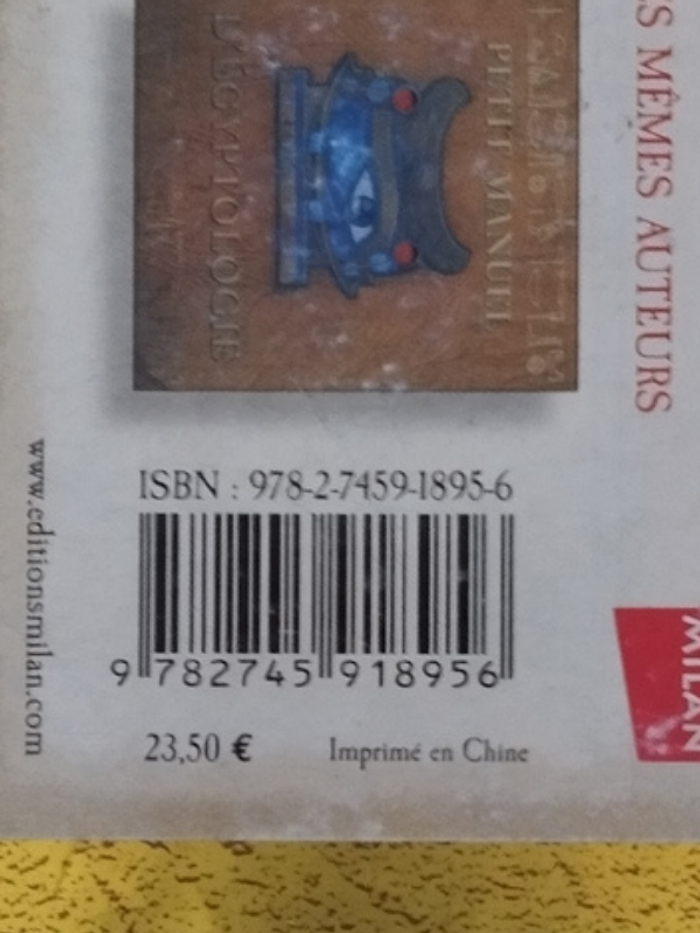 ES MÊMES AUTEURS
PETIT MANUEL
L'ÉGYPTOLOGIE
ISBN : 978-2-7459-1895-6
9 782745 918956
23,50 €
Imprimé en Chine
www.editionsmilan.com
MILAN